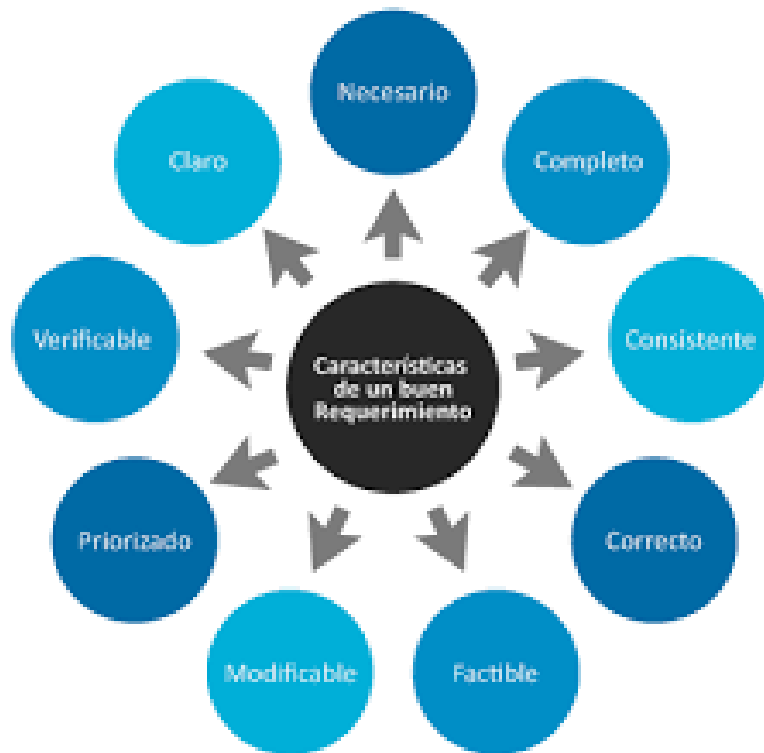 Necesario
Completo
Consistente
Correcto
Factible
Modificable
Priorizado
Verificable
Claro
Características
de un buen
Requerimiento